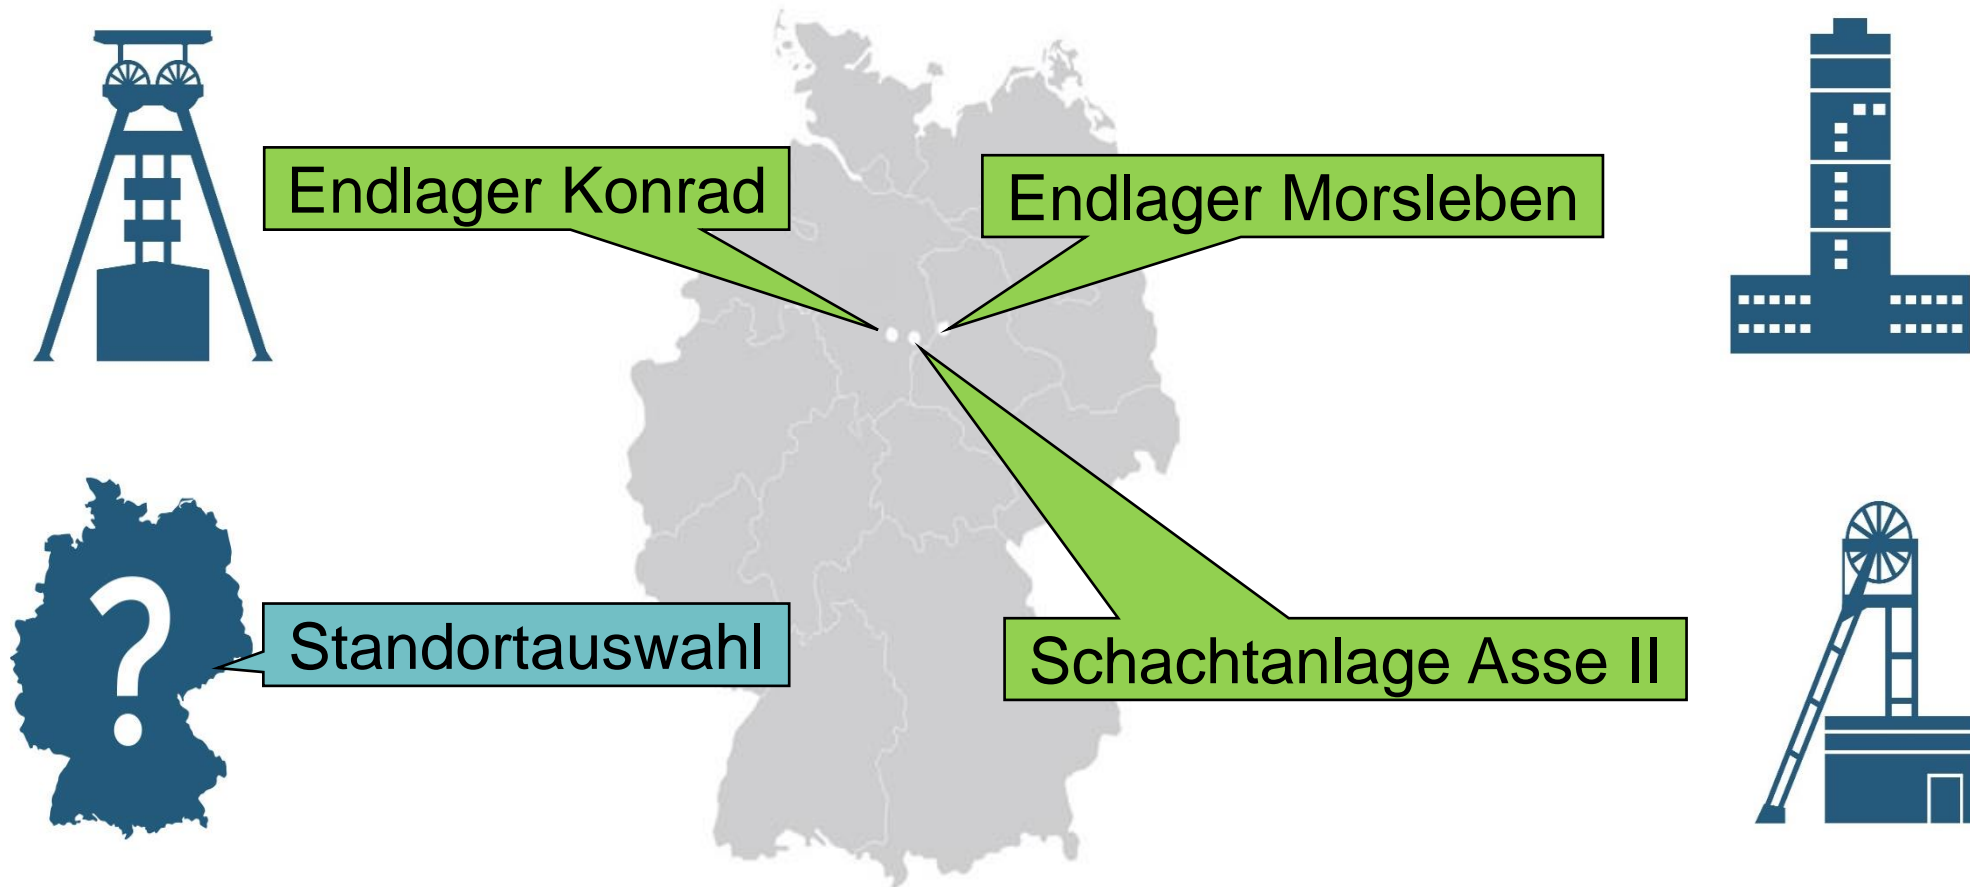 Endlager Konrad
Endlager Morsleben
?
Standortauswahl
Schachtanlage Asse II